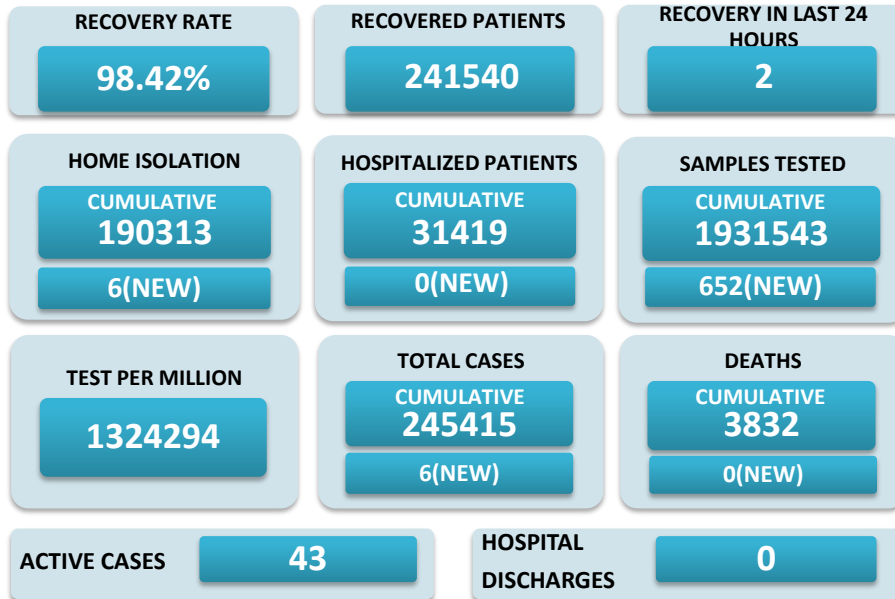 RECOVERY RATE
98.42%
RECOVERED PATIENTS
241540
RECOVERY IN LAST 24
HOURS
2
HOME ISOLATION
CUMULATIVE
190313
6(NEW)
HOSPITALIZED PATIENTS
CUMULATIVE
31419
0(NEW)
SAMPLES TESTED
CUMULATIVE
1931543
652(NEW)
TEST PER MILLION
1324294
TOTAL CASES
CUMULATIVE
245415
6(NEW)
DEATHS
CUMULATIVE
3832
0(NEW)
ACTIVE CASES
43
HOSPITAL
DISCHARGES
0